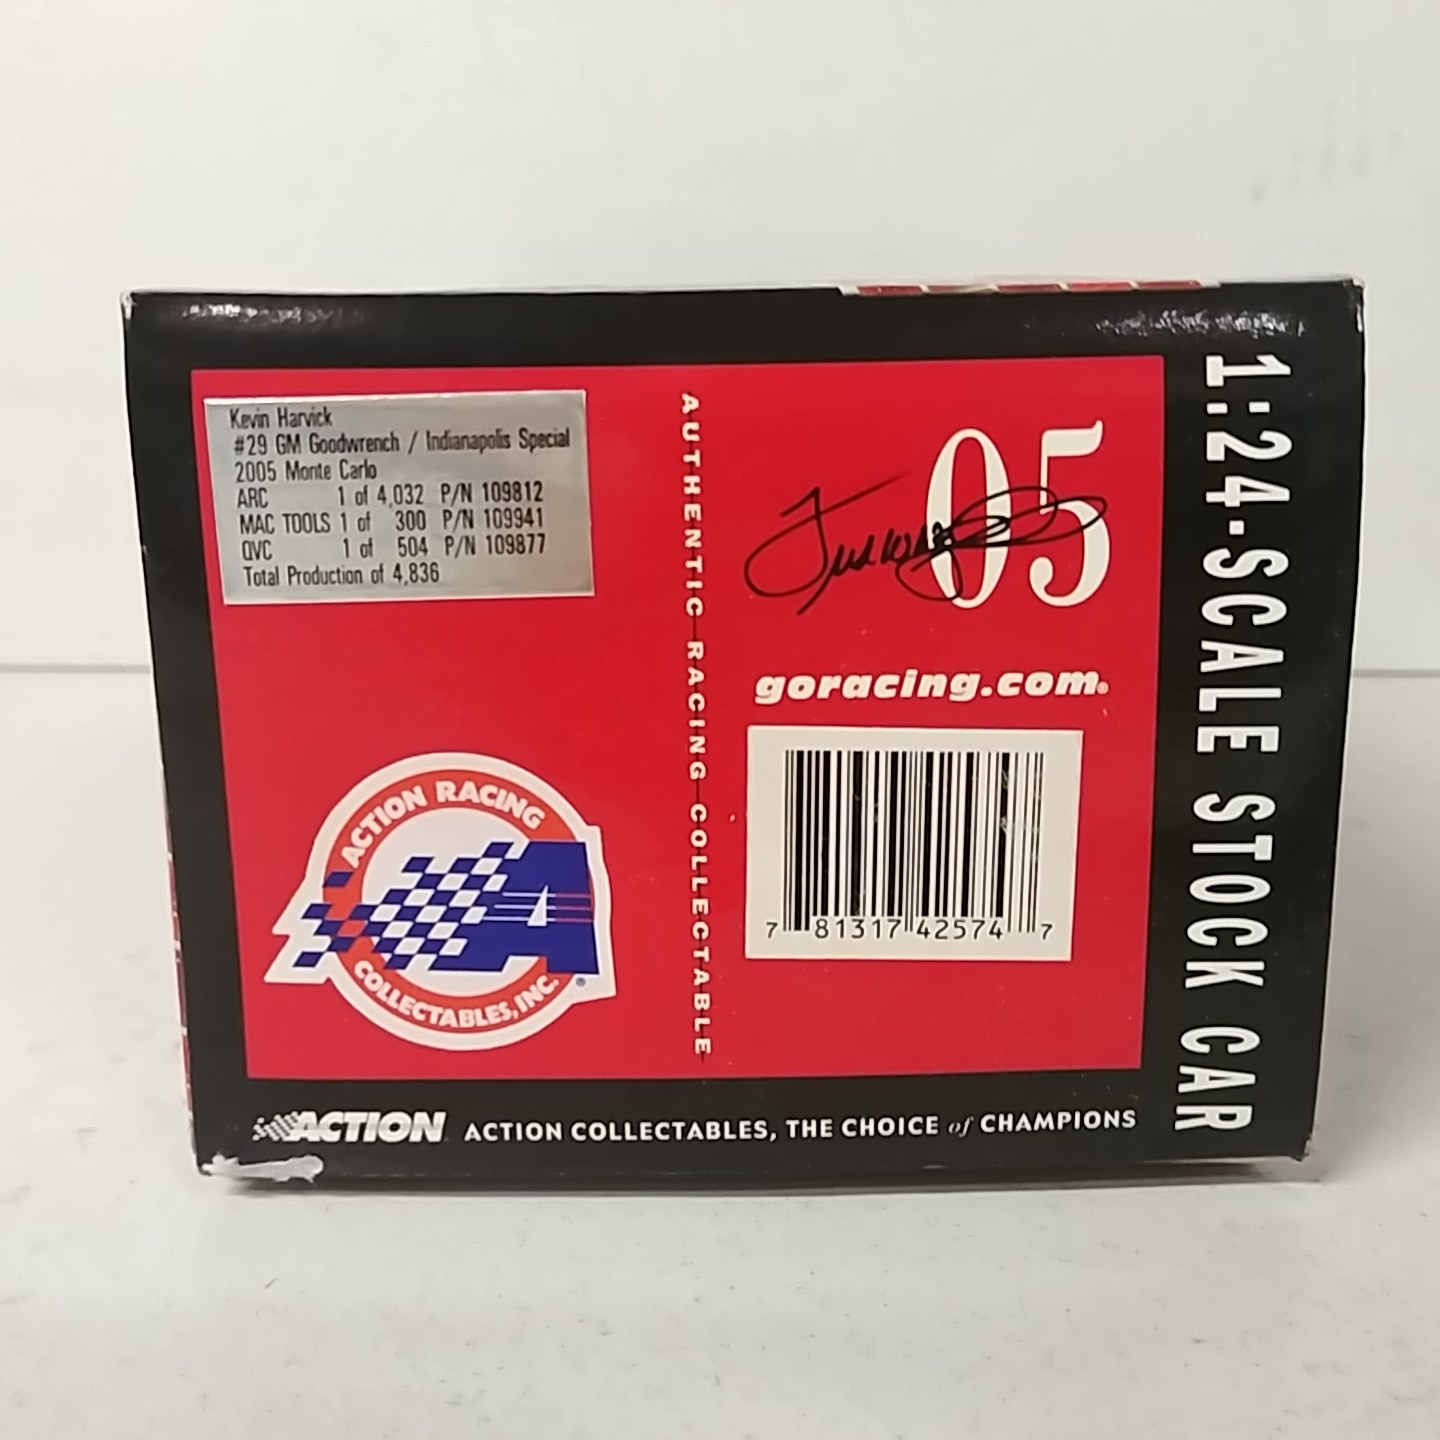 Kevin Harvick
#29 GM Goodwrench / Indianapolis Special
2005 Monte Carlo
ARC 1 of 4,032 P/N 109812
MAC TOOLS 1 of 300 P/N 109941
QVC 1 of 504 P/N 109877
Total Production of 4,836
ACTION RACING
COLLECTABLES, INC.®
AUTHENTIC RACING COLLECTABLE
05
goracing.com®
7 81317 42574 7
1:24-SCALE STOCK CAR
ACTION ACTION COLLECTABLES, THE CHOICE of CHAMPIONS